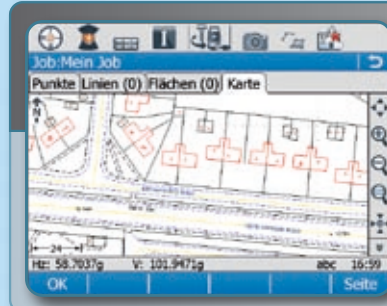 Job:Mein Job
Punkte Linien (0) Flächen (0) Karte
N
24
Hz: 58.7037g V: 101.9471g abc 16:59
OK Seite